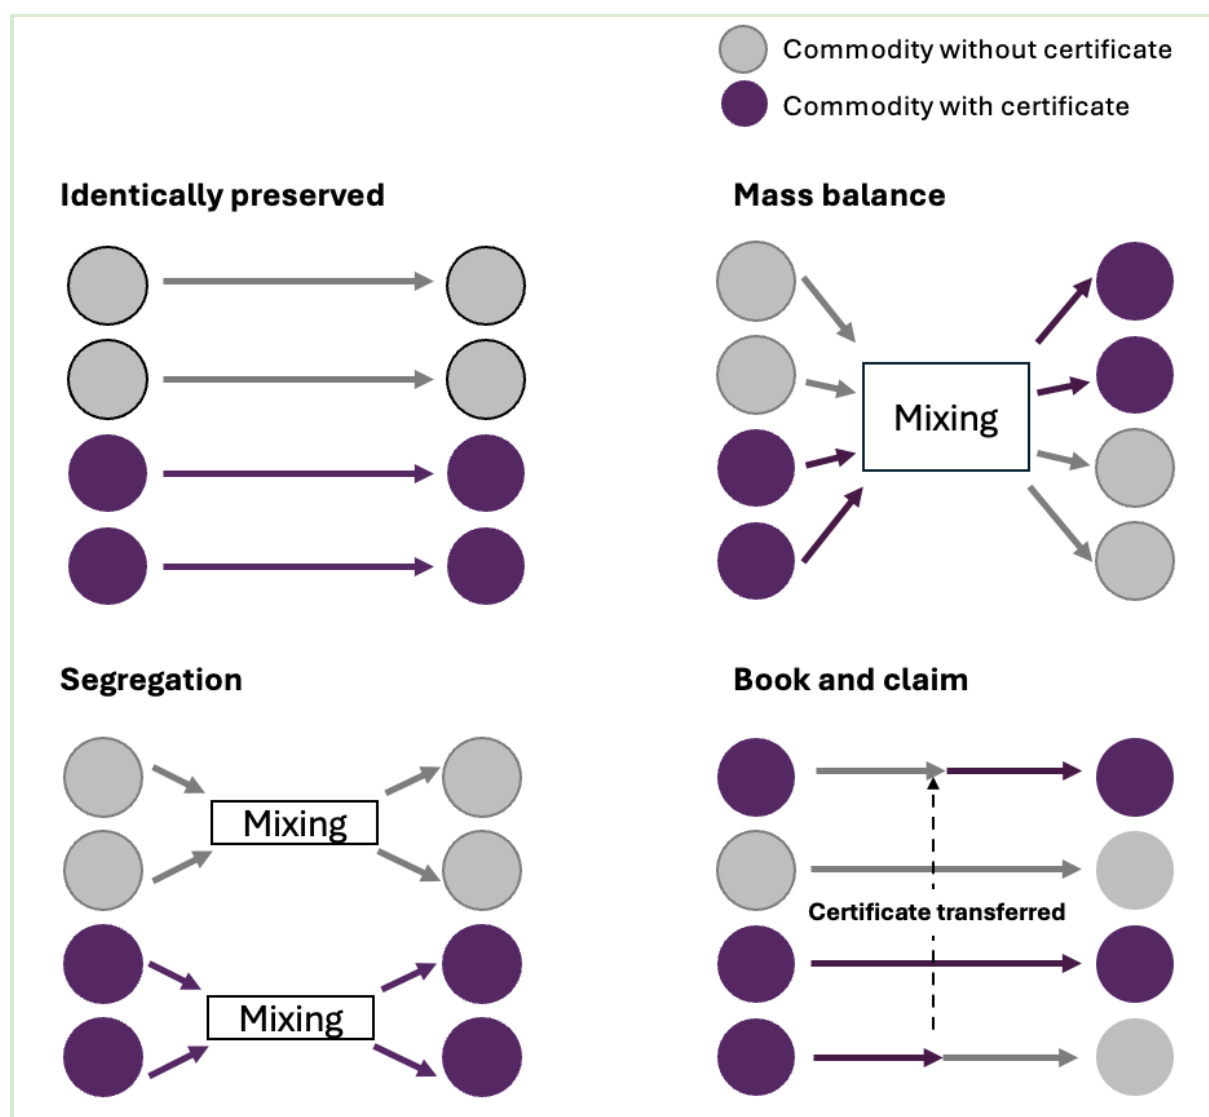 Commodity without certificate
Commodity with certificate
Identically preserved
Mass balance
Mixing
Segregation
Book and claim
Mixing
Certificate transferred
Mixing